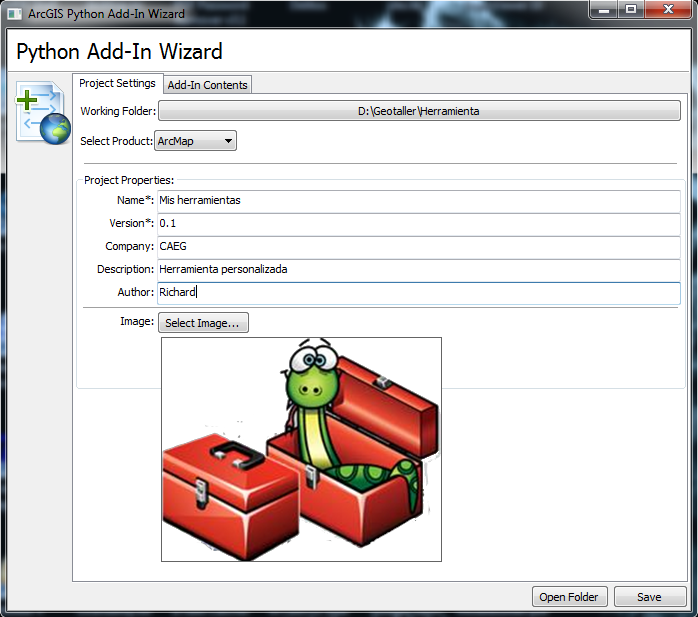 ArcGIS Python Add-In Wizard
Python Add-In Wizard
Project Settings
Add-In Contents
Working Folder: D:\Geotaller\Herramienta
Select Product: ArcMap
Project Properties:
Name*: Mis herramientas
Version*: 0.1
Company: CAEG
Description: Herramienta personalizada
Author: Richard
Image: Select Image...
Open Folder
Save